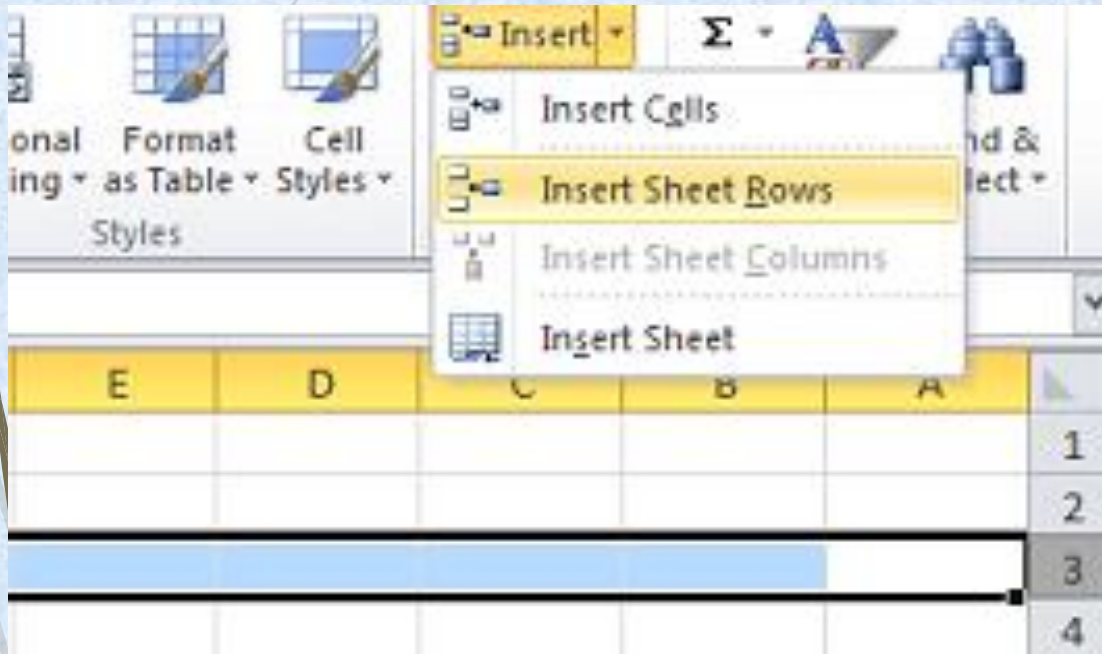 Insert
Σ
onal
ing
Format
as Table
Cell
Styles
Styles
Insert Cells
Insert Sheet Rows
Insert Sheet Columns
Insert Sheet
nd &
lect
E D C B A
1
2
3
4